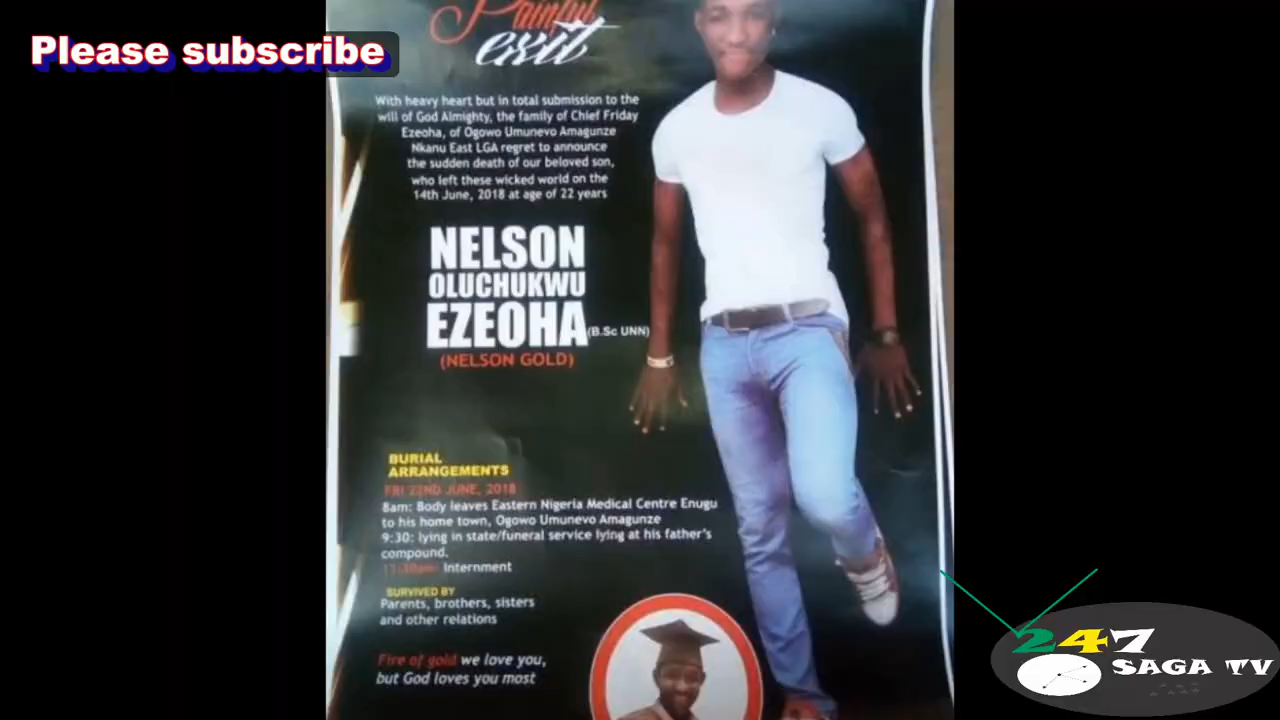 Please subscribe
Painful
exit
With heavy heart but in total submission to the
will of God Almighty, the family of Chief Friday
Ezeoha, of Ogowo Umunevo Amagunze
Nkanu East LGA regret to announce
the sudden death of our beloved son,
who left these wicked world on the
14th June, 2018 at age of 22 years
NELSON
OLUCHUKWU
EZEOHA (B.Sc UNN)
(NELSON GOLD)
BURIAL
ARRANGEMENTS
FRI 22ND JUNE, 2018
8am: Body leaves Eastern Nigeria Medical Centre Enugu
to his home town, Ogowo Umunevo Amagunze
9:30: lying in state/funeral service lying at his father's
compound.
11:30am: Internment
SURVIVED BY
Parents, brothers, sisters
and other relations
Fire of gold we love you,
but God loves you most
247
SAGA TV